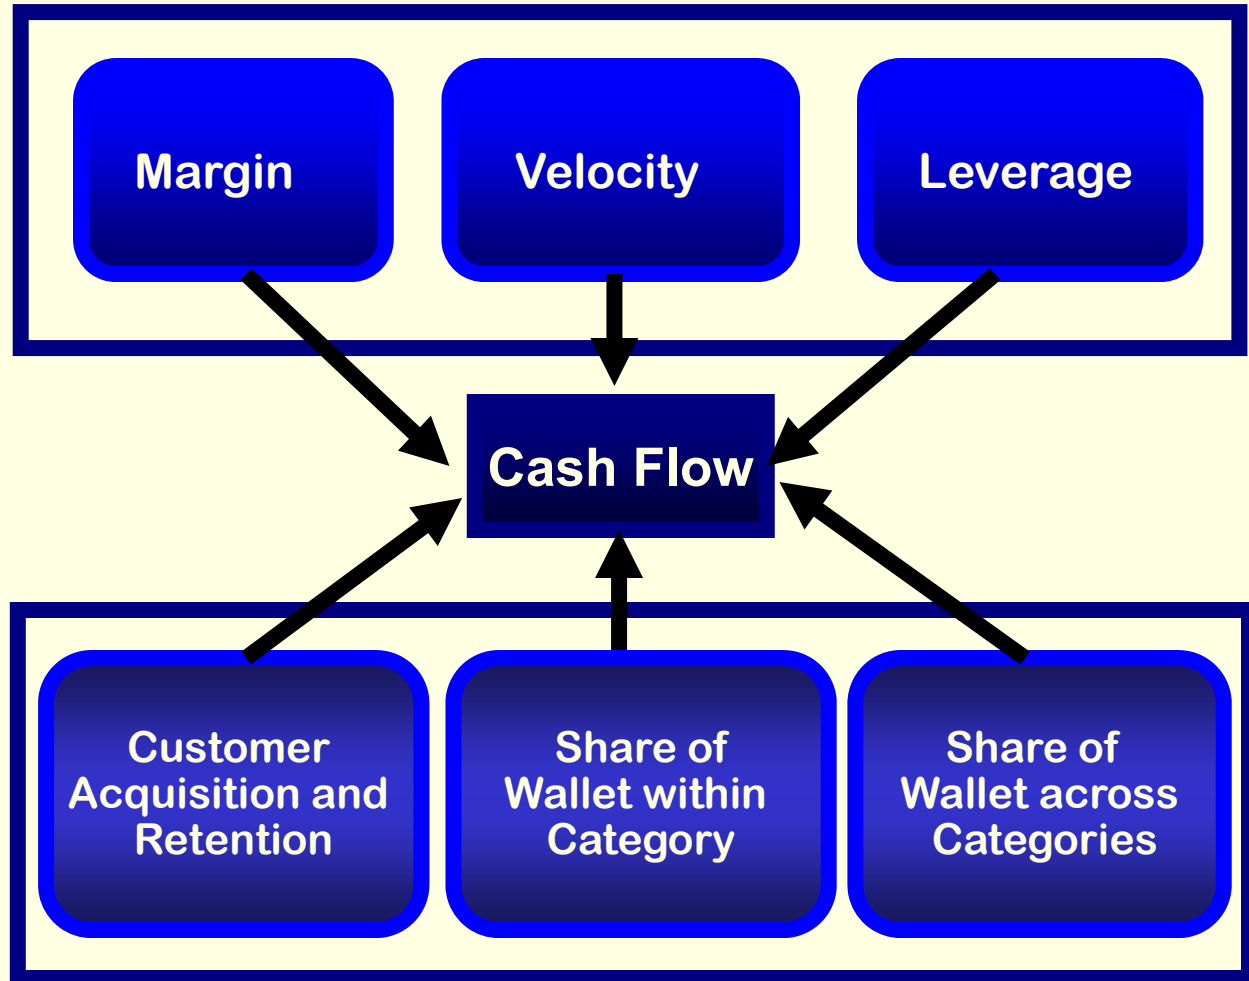 Margin
Velocity
Leverage
Cash Flow
Customer
Acquisition and
Retention
Share of
Wallet within
Category
Share of
Wallet across
Categories